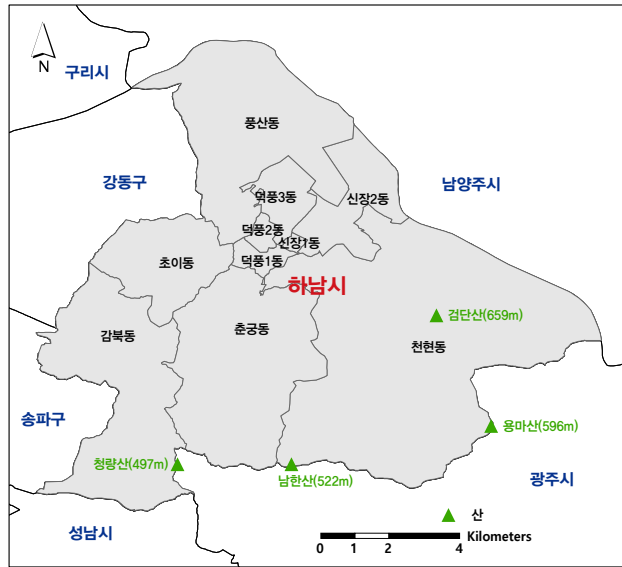 N
구리시
풍산동
강동구
남양주시
덕풍3동
신장2동
덕풍2동
신장1동
초이동
덕풍1동
하남시
검단산(659m)
감북동
춘궁동
천현동
송파구
용마산(596m)
청량산(497m)
남한산(522m)
광주시
산
성남시
Kilometers
0 1 2 4